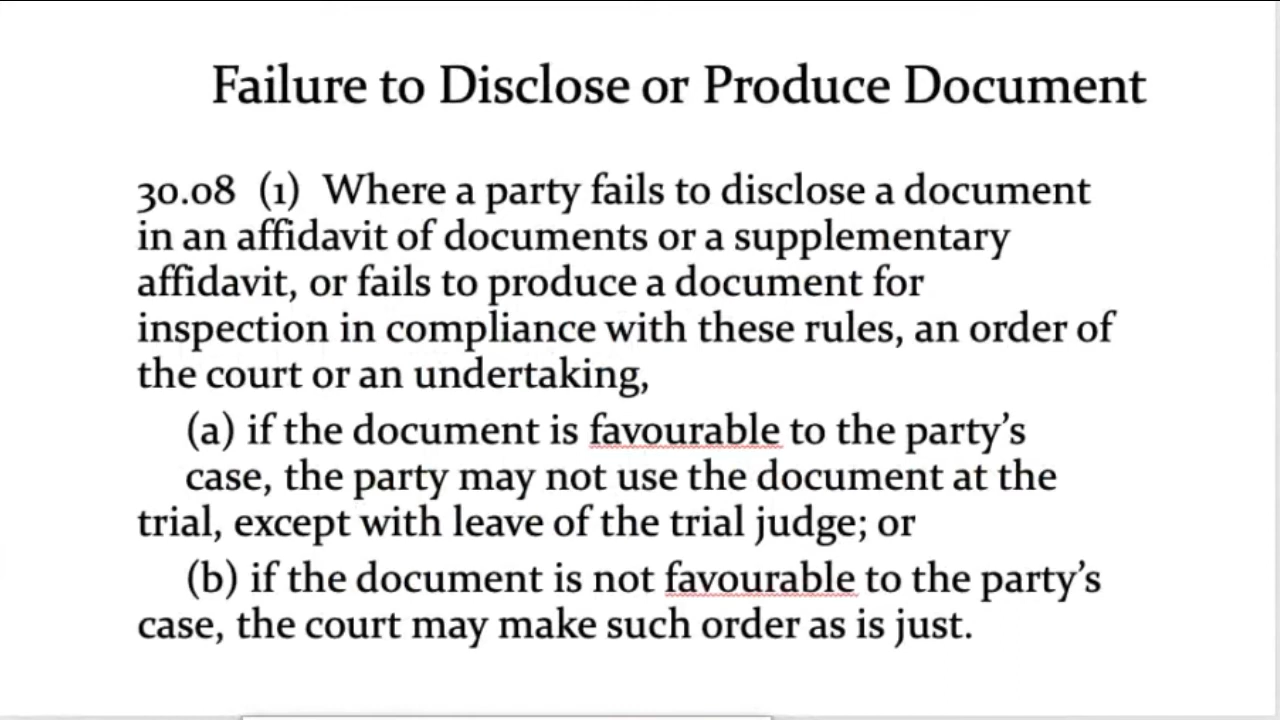 Failure to Disclose or Produce Document
30.08 (1) Where a party fails to disclose a document
in an affidavit of documents or a supplementary
affidavit, or fails to produce a document for
inspection in compliance with these rules, an order of
the court or an undertaking,
(a) if the document is favourable to the party’s
case, the party may not use the document at the
trial, except with leave of the trial judge; or
(b) if the document is not favourable to the party’s
case, the court may make such order as is just.